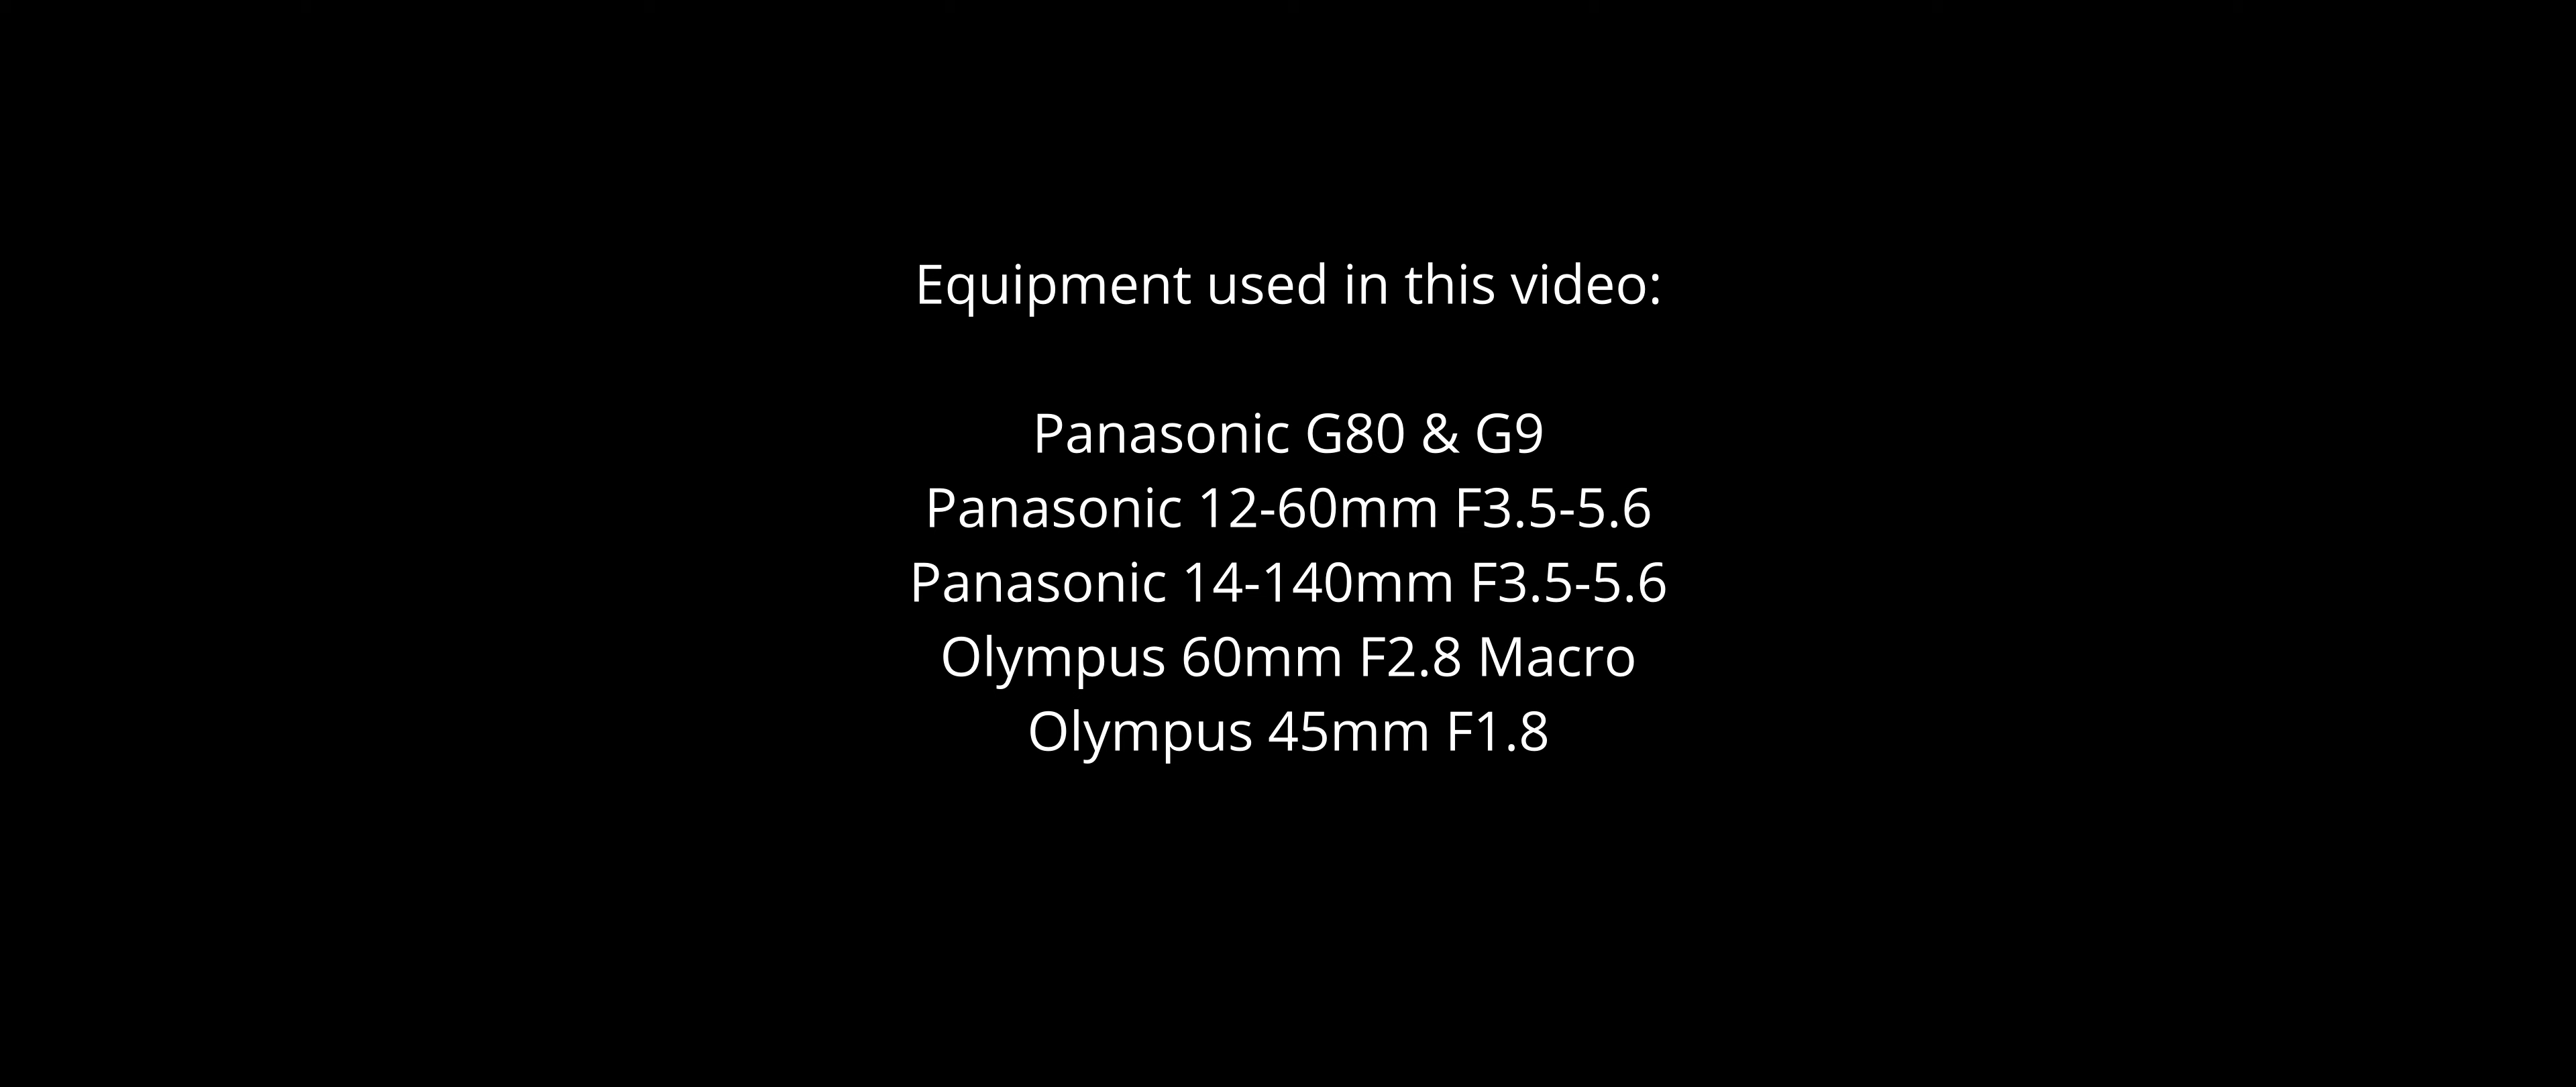 Equipment used in this video:
Panasonic G80 & G9
Panasonic 12-60mm F3.5-5.6
Panasonic 14-140mm F3.5-5.6
Olympus 60mm F2.8 Macro
Olympus 45mm F1.8